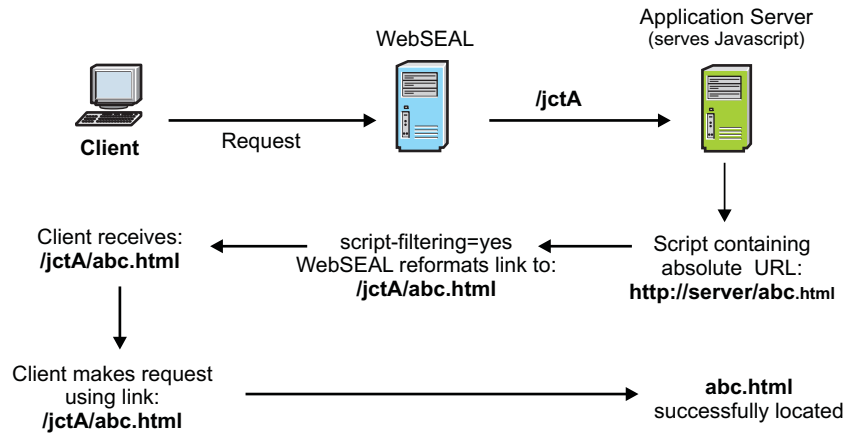 Application Server
(serves Javascript)
WebSEAL
/jctA
Client
Request
Client receives:
/jctA/abc.html
script-filtering=yes
WebSEAL reformats link to:
/jctA/abc.html
Script containing
absolute URL:
http://server/abc.html
Client makes request
using link:
/jctA/abc.html
abc.html
successfully located